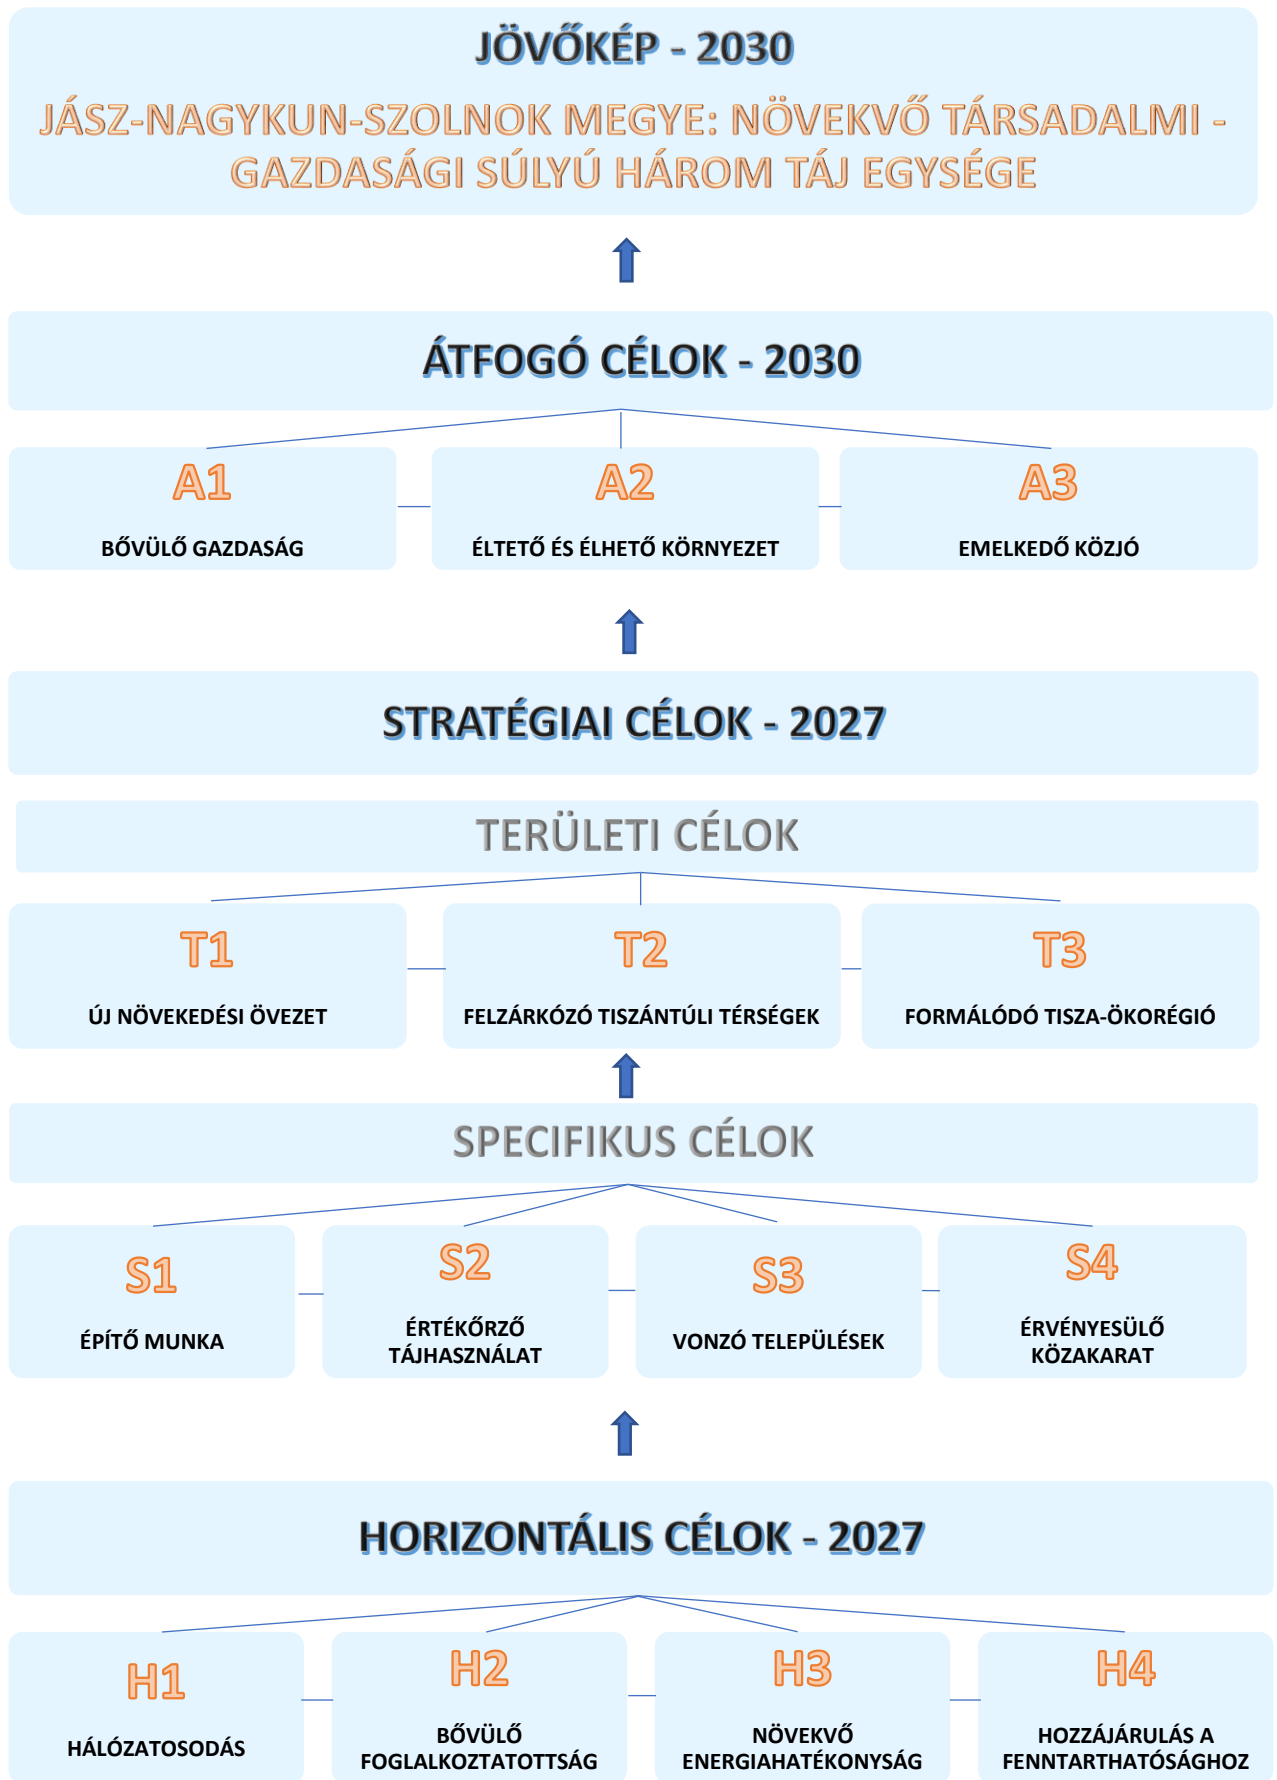 JÖVŐKÉP - 2030
JÁSZ-NAGYKUN-SZOLNOK MEGYE: NÖVEKVŐ TÁRSADALMI -
GAZDASÁGI SÚLYÚ HÁROM TÁJ EGYSÉGE
ÁTFOGÓ CÉLOK - 2030
A1
BŐVÜLŐ GAZDASÁG
A2
ÉLTETŐ ÉS ÉLHETŐ KÖRNYEZET
A3
EMELKEDŐ KÖZJÓ
STRATÉGIAI CÉLOK - 2027
TERÜLETI CÉLOK
T1
ÚJ NÖVEKEDÉSI ÖVEZET
T2
FELZÁRKÓZÓ TISZÁNTÚLI TÉRSÉGEK
T3
FORMÁLÓDÓ TISZA-ÖKORÉGIÓ
SPECIFIKUS CÉLOK
S1
ÉPÍTŐ MUNKA
S2
ÉRTÉKŐRZŐ
TÁJHASZNÁLAT
S3
VONZÓ TELEPÜLÉSEK
S4
ÉRVÉNYESÜLŐ
KÖZAKARAT
HORIZONTÁLIS CÉLOK - 2027
H1
HÁLÓZATOSODÁS
H2
BŐVÜLŐ
FOGLALKOZTATOTTSÁG
H3
NÖVEKVŐ
ENERGIAHATÉKONYSÁG
H4
HOZZÁJÁRULÁS A
FENNTARTHATÓSÁGHOZ